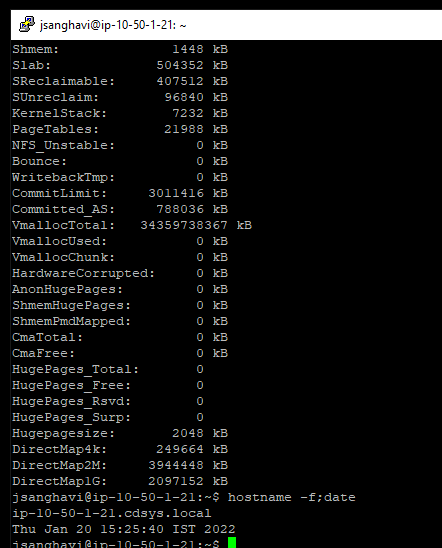 jsanghavi@ip-10-50-1-21: ~
Shmem: 1448 kB
Slab: 504352 kB
SReclaimable: 407512 kB
SUnreclaim: 96840 kB
KernelStack: 7232 kB
PageTables: 21988 kB
NFS_Unstable: 0 kB
Bounce: 0 kB
WritebackTmp: 0 kB
CommitLimit: 3011416 kB
Committed_AS: 788036 kB
VmallocTotal: 34359738367 kB
VmallocUsed: 0 kB
VmallocChunk: 0 kB
HardwareCorrupted: 0 kB
AnonHugePages: 0 kB
ShmemHugePages: 0 kB
ShmemPmdMapped: 0 kB
CmaTotal: 0 kB
CmaFree: 0 kB
HugePages_Total: 0
HugePages_Free: 0
HugePages_Rsvd: 0
HugePages_Surp: 0
Hugepagesize: 2048 kB
DirectMap4k: 249664 kB
DirectMap2M: 3944448 kB
DirectMap1G: 2097152 kB
jsanghavi@ip-10-50-1-21:~$ hostname -f;date
ip-10-50-1-21.cdsys.local
Thu Jan 20 15:25:40 IST 2022
jsanghavi@ip-10-50-1-21:~$